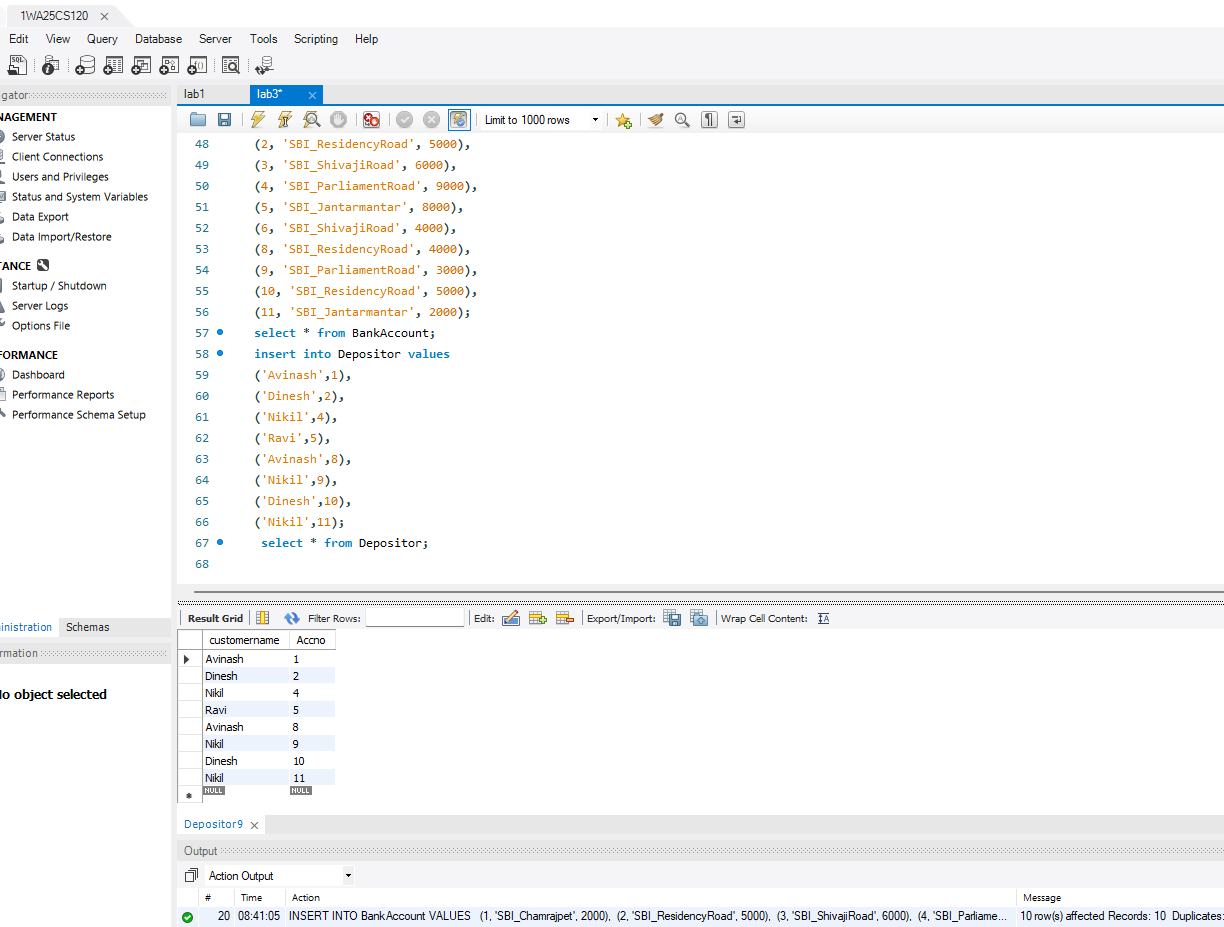 1WA25CS120
Edit View Query Database Server Tools Scripting Help
gator
lab1 lab3*
NAGEMENT
Server Status
Client Connections
Users and Privileges
Status and System Variables
Data Export
Data Import/Restore
TANCE
Startup / Shutdown
Server Logs
Options File
FORMANCE
Dashboard
Performance Reports
Performance Schema Setup
ninistration Schemas
rmation
lo object selected
Limit to 1000 rows
48 (2, 'SBI_ResidencyRoad', 5000),
49 (3, 'SBI_ShivajiRoad', 6000),
50 (4, 'SBI_ParliamentRoad', 9000),
51 (5, 'SBI_Jantarmantar', 8000),
52 (6, 'SBI_ShivajiRoad', 4000),
53 (8, 'SBI_ResidencyRoad', 4000),
54 (9, 'SBI_ParliamentRoad', 3000),
55 (10, 'SBI_ResidencyRoad', 5000),
56 (11, 'SBI_Jantarmantar', 2000);
57 select * from BankAccount;
58 insert into Depositor values
59 ('Avinash',1),
60 ('Dinesh',2),
61 ('Nikil',4),
62 ('Ravi',5),
63 ('Avinash',8),
64 ('Nikil',9),
65 ('Dinesh',10),
66 ('Nikil',11);
67 select * from Depositor;
68
Result Grid Filter Rows: Edit: Export/Import: Wrap Cell Content:
customername Accno
Avinash 1
Dinesh 2
Nikil 4
Ravi 5
Avinash 8
Nikil 9
Dinesh 10
Nikil 11
NULL NULL
Depositor9
Output
Action Output
# Time Action Message
20 08:41:05 INSERT INTO BankAccount VALUES (1, 'SBI_Chamrajpet', 2000), (2, 'SBI_ResidencyRoad', 5000), (3, 'SBI_ShivajiRoad', 6000), (4, 'SBI_Parliame... 10 row(s) affected Records: 10 Duplicates: